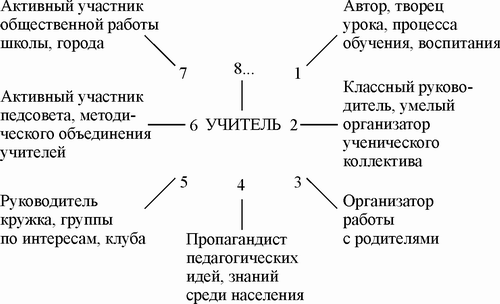 Активный участник
общественной работы
школы, города
Автор, творец
урока, процесса
обучения, воспитания
7
8...
1
Активный участник
педсовета, методи-
ческого объединения
учителей
6 УЧИТЕЛЬ 2
Классный руково-
дитель, умелый
организатор
ученического
коллектива
5
4
3
Руководитель
кружка, группы
по интересам, клуба
Пропагандист
педагогических
идей, знаний
среди населения
Организатор
работы
с родителями